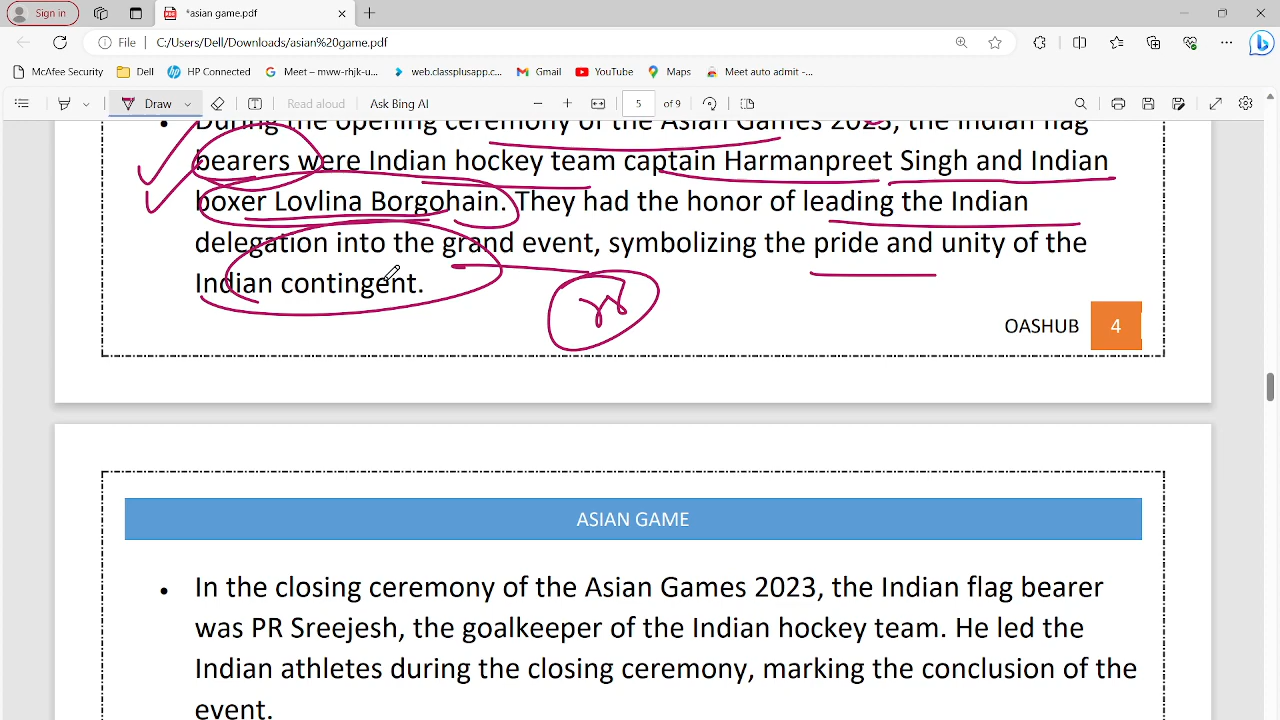 Sign in
*asian game.pdf
File
C:/Users/Dell/Downloads/asian%20game.pdf
McAfee Security
Dell
HP Connected
Meet – mww-rhjk-u...
web.classplusapp.c...
Gmail
YouTube
Maps
Meet auto admit -...
Draw
Read aloud
Ask Bing AI
5 of 9
During the opening ceremony of the Asian Games 2023, the Indian flag
bearers were Indian hockey team captain Harmanpreet Singh and Indian
boxer Lovlina Borgohain. They had the honor of leading the Indian
delegation into the grand event, symbolizing the pride and unity of the
Indian contingent.
OASHUB 4
ASIAN GAME
• In the closing ceremony of the Asian Games 2023, the Indian flag bearer
was PR Sreejesh, the goalkeeper of the Indian hockey team. He led the
Indian athletes during the closing ceremony, marking the conclusion of the
event.